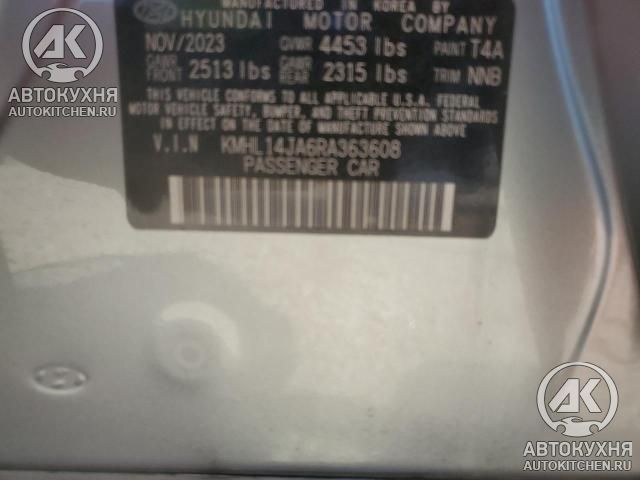 MANUFACTURED IN KOREA BY
HYUNDAI MOTOR COMPANY
NOV/2023 GVWR 4453 lbs PAINT T4A
GAWR FRONT 2513 lbs GAWR REAR 2315 lbs TRIM NNB
THIS VEHICLE CONFORMS TO ALL APPLICABLE U.S.A. FEDERAL
MOTOR VEHICLE SAFETY, BUMPER, AND THEFT PREVENTION STANDARDS
IN EFFECT ON THE DATE OF MANUFACTURE SHOWN ABOVE.
V.I.N KMHL14JA6RA363608
PASSENGER CAR
AK
АВТОКУХНЯ
AUTOKITCHEN.RU
AK
АВТОКУХНЯ
AUTOKITCHEN.RU